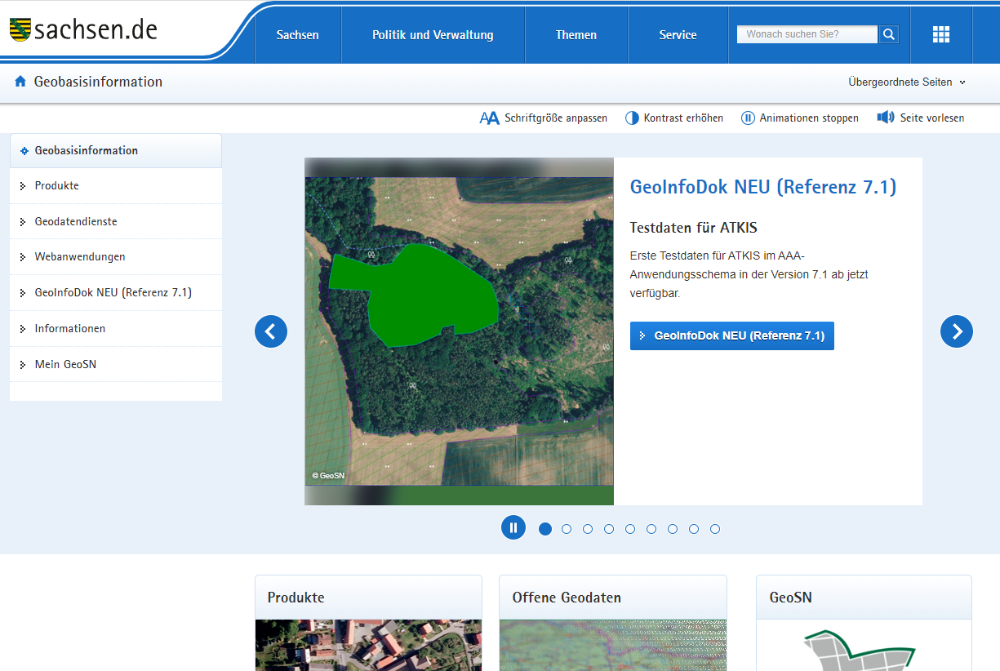 sachsen.de
Sachsen
Politik und Verwaltung
Themen
Service
Wonach suchen Sie?
Geobasisinformation
Übergeordnete Seiten
AA Schriftgröße anpassen
Kontrast erhöhen
Animationen stoppen
Seite vorlesen
Geobasisinformation
Produkte
Geodatendienste
Webanwendungen
GeoInfoDok NEU (Referenz 7.1)
Informationen
Mein GeoSN
© GeoSN
GeoInfoDok NEU (Referenz 7.1)
Testdaten für ATKIS
Erste Testdaten für ATKIS im AAA-
Anwendungsschema in der Version 7.1 ab jetzt
verfügbar.
GeoInfoDok NEU (Referenz 7.1)
Produkte
Offene Geodaten
GeoSN